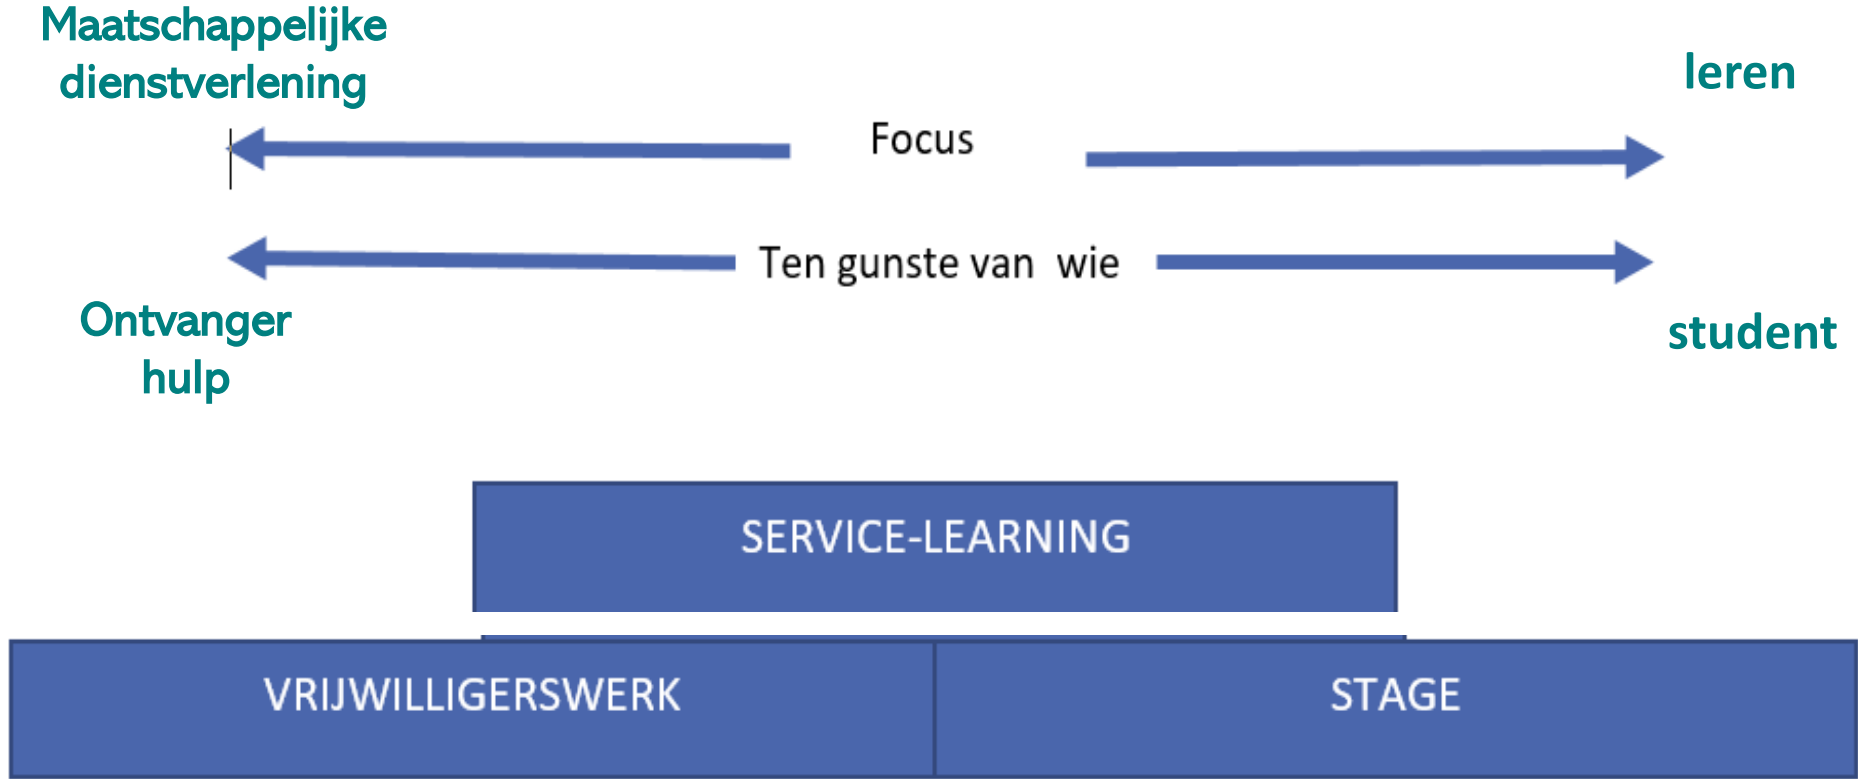 Maatschappelijke
dienstverlening
leren
Focus
Ten gunste van wie
Ontvanger
hulp
student
SERVICE-LEARNING
VRIJWILLIGERSWERK
STAGE